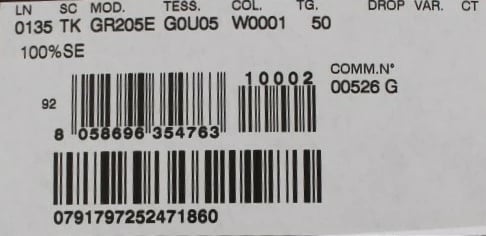 LN SC MOD. TESS. COL. TG. DROP VAR. CT
0135 TK GR205E G0U05 W0001 50
100%SE
10002
COMM.N°
00526 G
92
8 058696 354763
0791797252471860